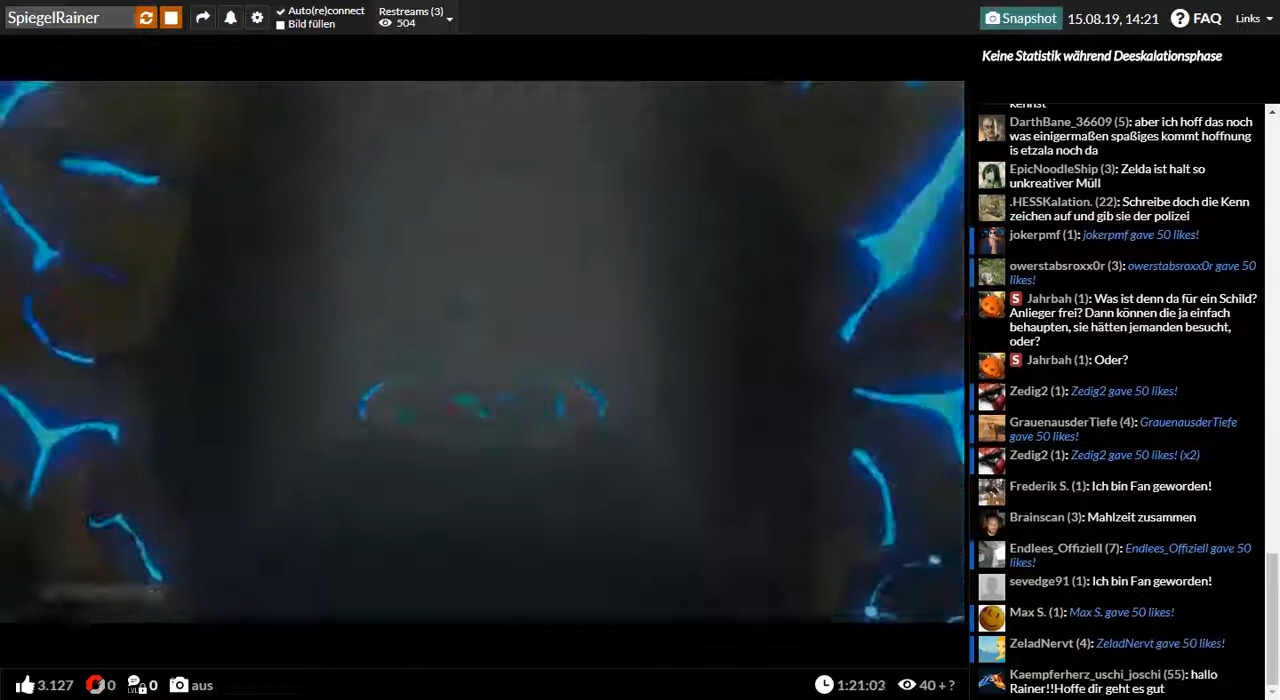 SpiegelRainer
Auto(re)connect
Bild füllen
Restreams (3)
504
Snapshot
15.08.19, 14:21
FAQ
Links
Keine Statistik während Deeskalationsphase
kennst
DarthBane_36609 (5): aber ich hoff das noch
was einigermaßen spaßiges kommt hoffnung
is etzala noch da
EpicNoodleShip (3): Zelda ist halt so
unkreativer Müll
.HESSKalation. (22): Schreibe doch die Kenn
zeichen auf und gib sie der polizei
jokerpmf (1): jokerpmf gave 50 likes!
owerstabsroxx0r (3): owerstabsroxx0r gave 50
likes!
S Jahrbah (1): Was ist denn da für ein Schild?
Anlieger frei? Dann können die ja einfach
behaupten, sie hätten jemanden besucht,
oder?
S Jahrbah (1): Oder?
Zedig2 (1): Zedig2 gave 50 likes!
GrauenausderTiefe (4): GrauenausderTiefe
gave 50 likes!
Zedig2 (1): Zedig2 gave 50 likes! (x2)
Frederik S. (1): Ich bin Fan geworden!
Brainscan (3): Mahlzeit zusammen
Endlees_Offiziell (7): Endlees_Offiziell gave 50
likes!
sevedge91 (1): Ich bin Fan geworden!
Max S. (1): Max S. gave 50 likes!
ZeladNervt (4): ZeladNervt gave 50 likes!
Kaempferherz_uschi_joschi (55): hallo
Rainer!!Hoffe dir geht es gut
3.127
0
LVL
0
aus
1:21:03
40 + ?